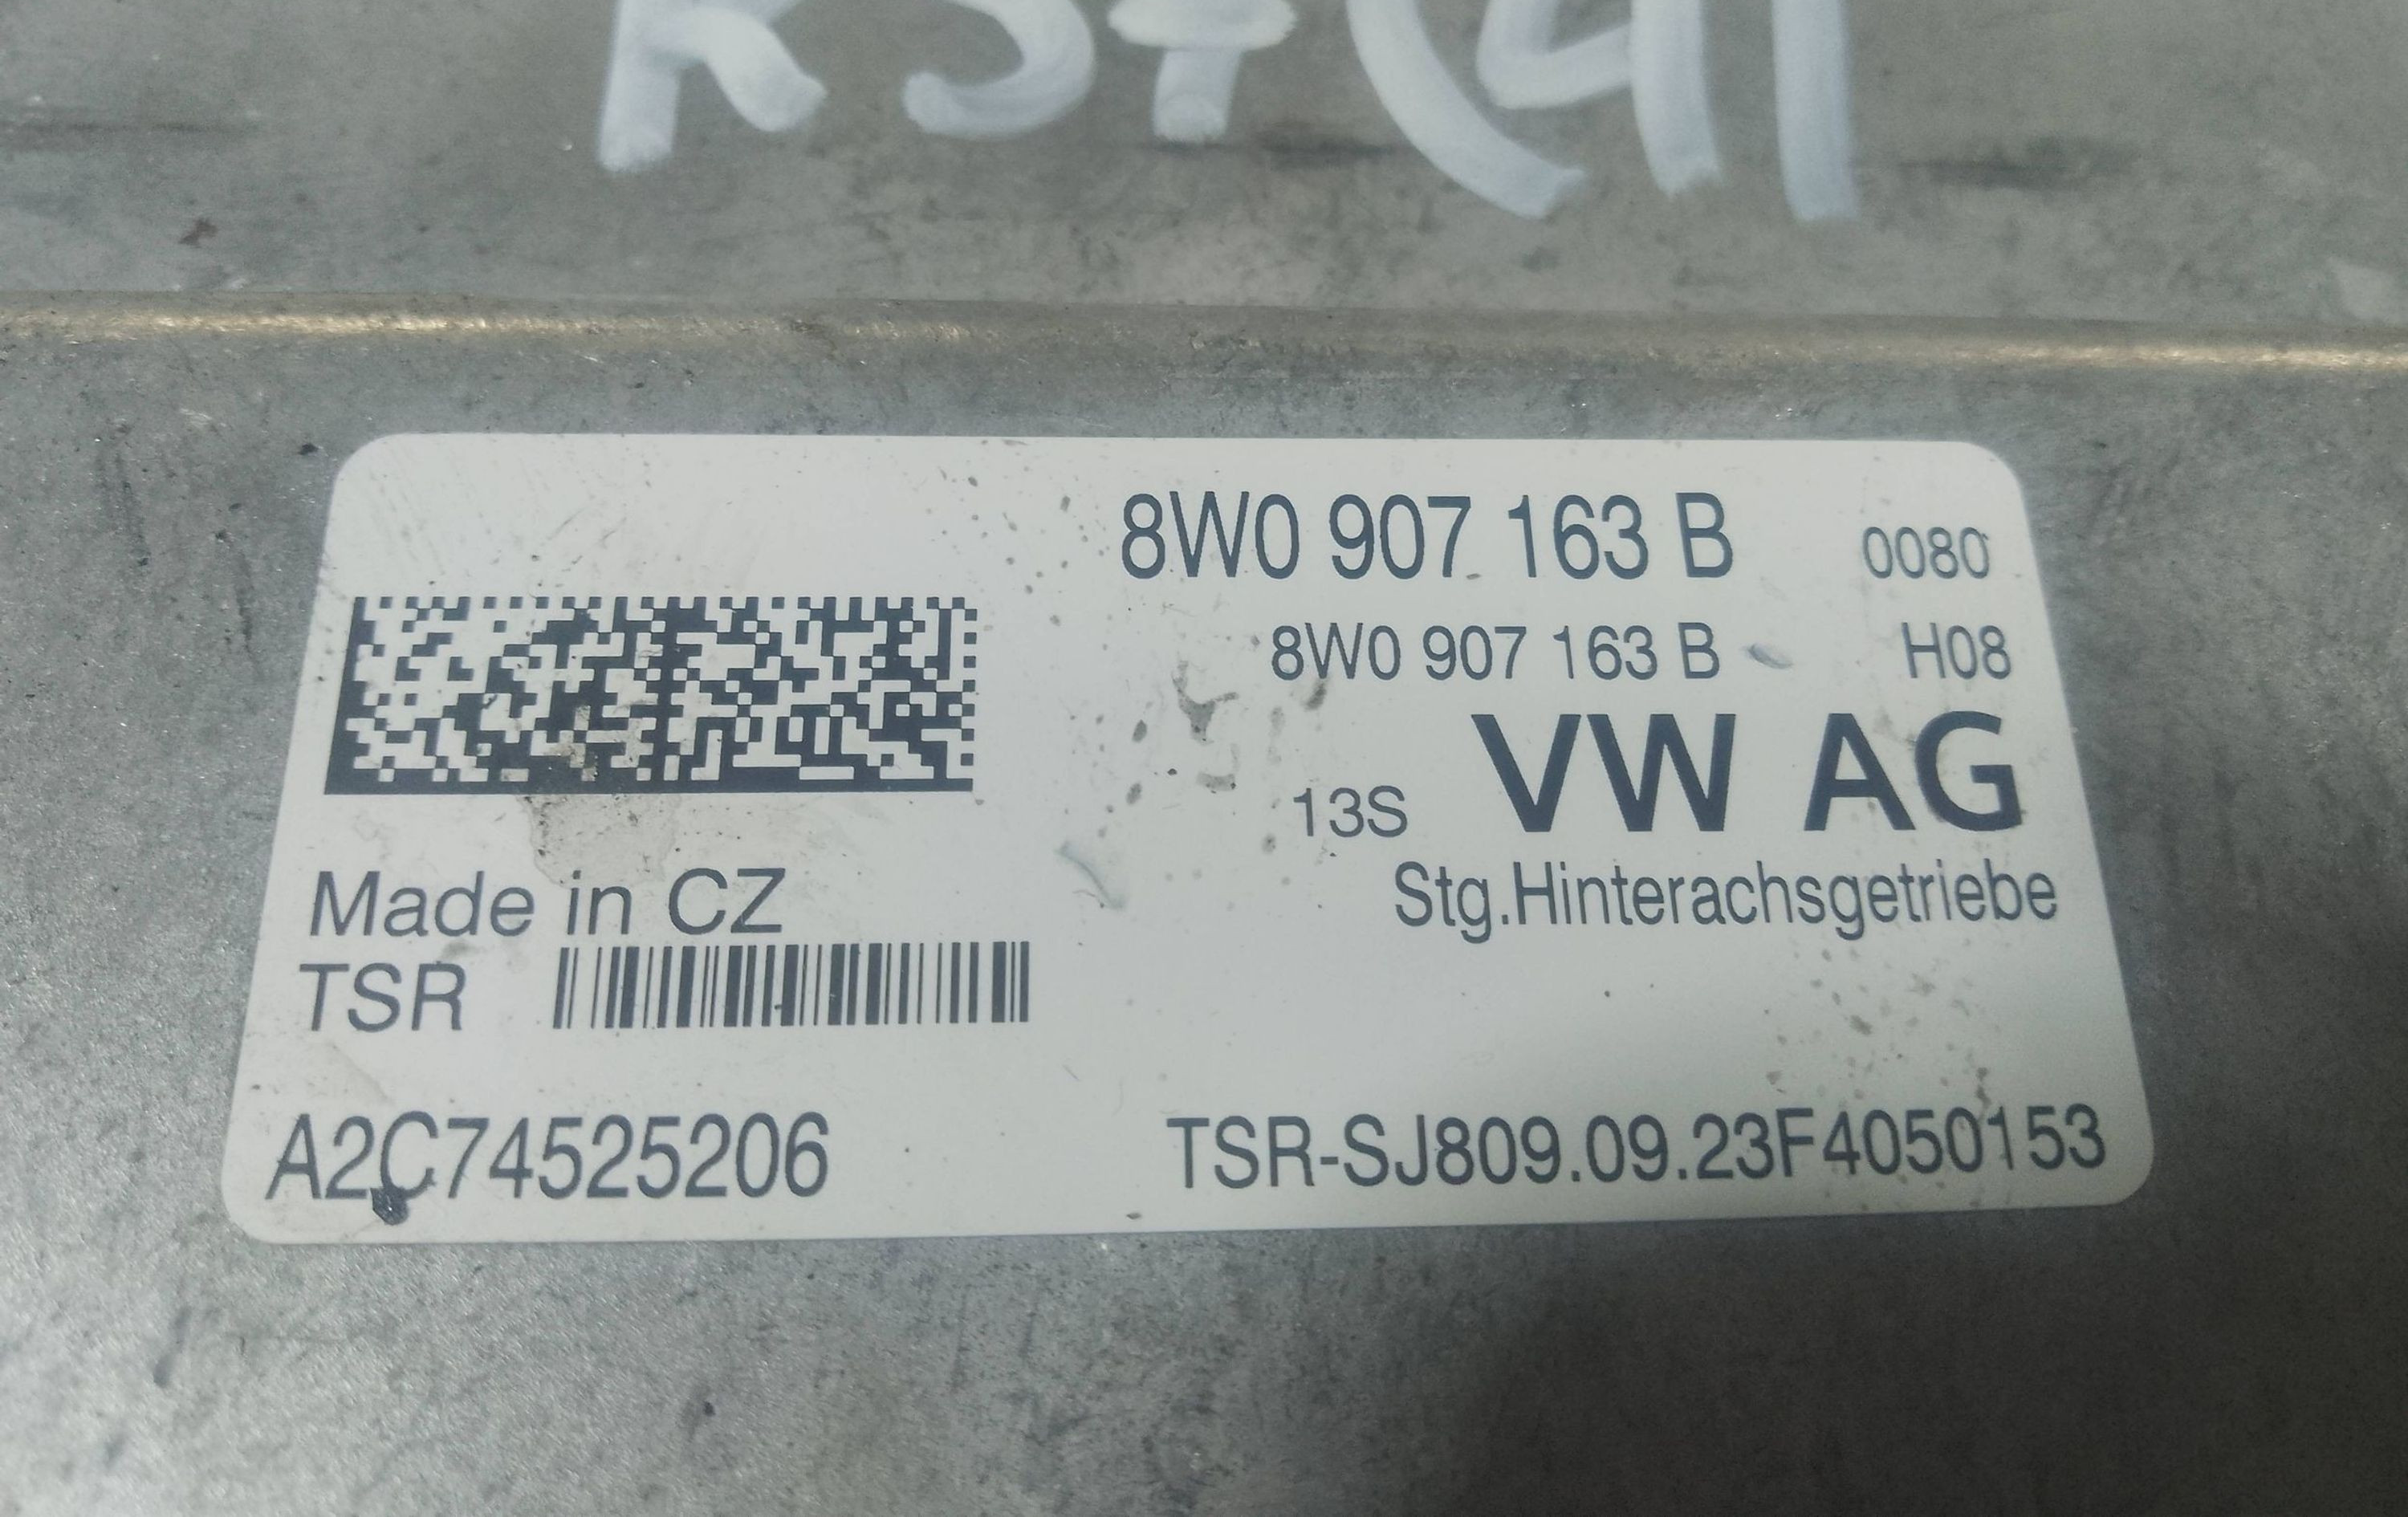 8W0 907 163 B 0080
8W0 907 163 B H08
13S VW AG
Stg.Hinterachsgetriebe
Made in CZ
TSR
A2C74525206 TSR-SJ809.09.23F4050153